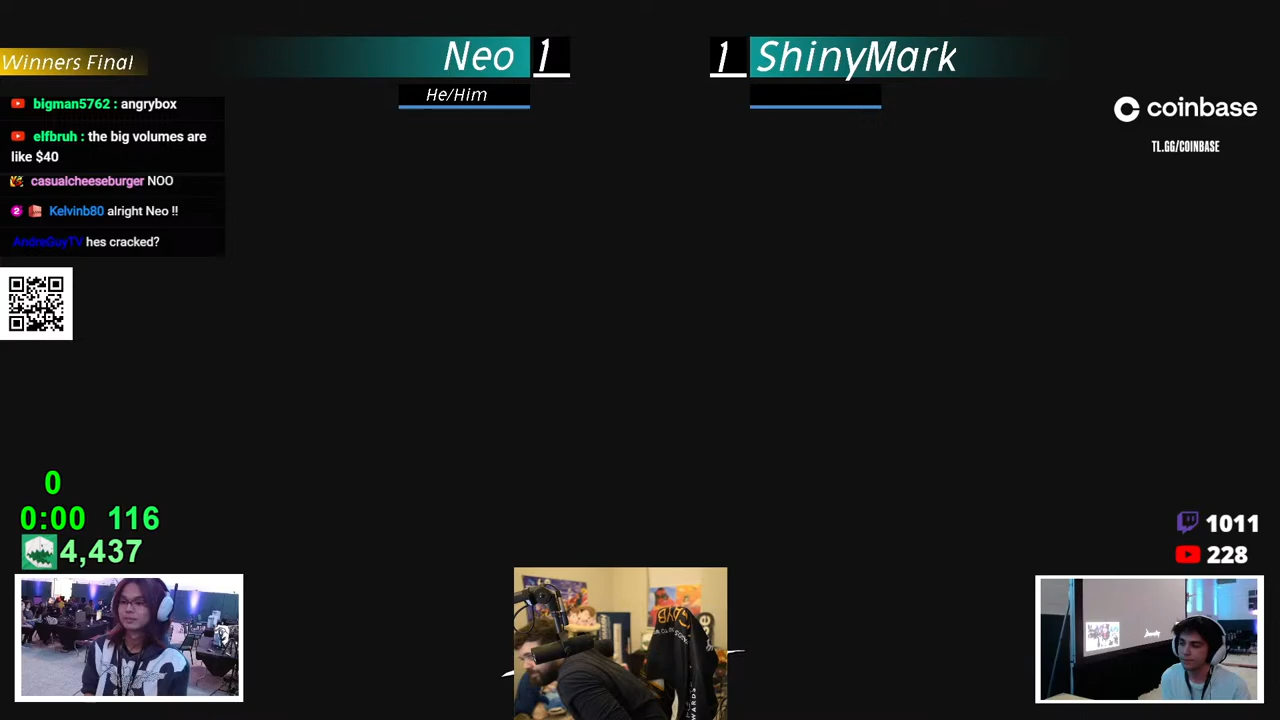 Neo 1
1 ShinyMark
Winners Final
He/Him
bigman5762 : angrybox
elfbruh : the big volumes are
like $40
casualcheeseburger NOO
2 Kelvinb80 alright Neo !!
AndreGuyTV hes cracked?
coinbase
TL.GG/COINBASE
0
0:00 116
4,437
1011
228